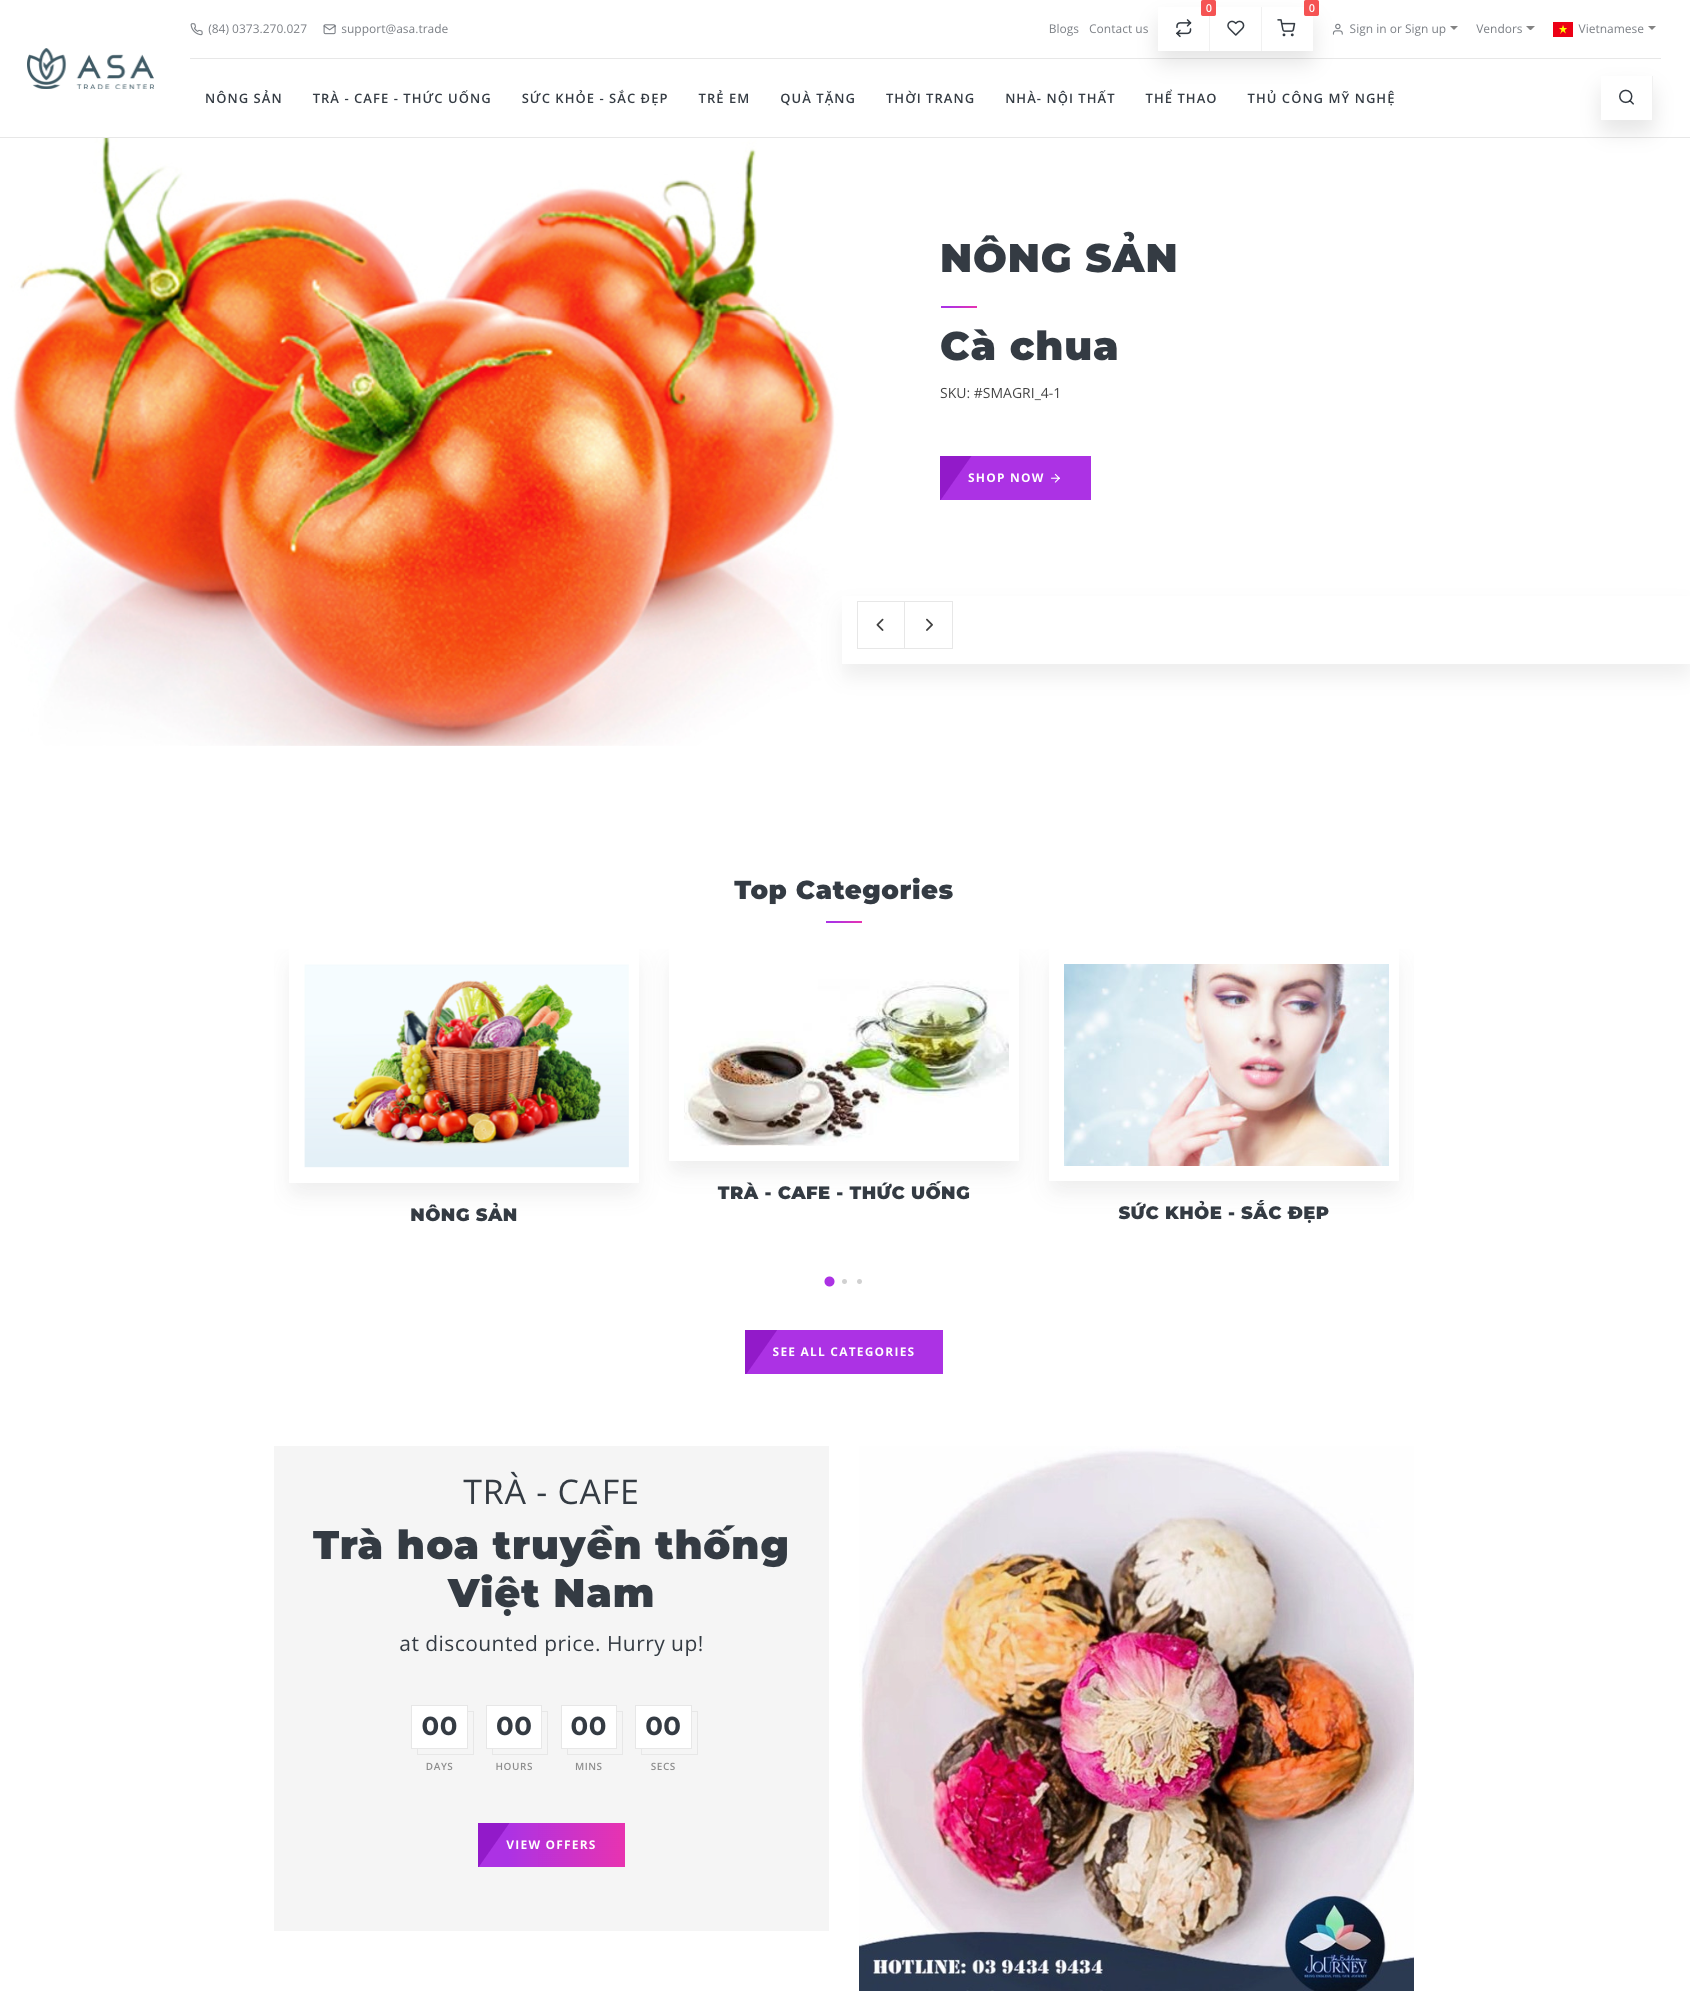 (84) 0373.270.027 support@asa.trade
Blogs Contact us 0 0 Sign in or Sign up Vendors Vietnamese
ASA
TRADE CENTER
NÔNG SẢN TRÀ - CAFE - THỨC UỐNG SỨC KHỎE - SẮC ĐẸP TRẺ EM QUÀ TẶNG THỜI TRANG NHÀ- NỘI THẤT THỂ THAO THỦ CÔNG MỸ NGHỆ
NÔNG SẢN
Cà chua
SKU: #SMAGRI_4-1
SHOP NOW
Top Categories
NÔNG SẢN
TRÀ - CAFE - THỨC UỐNG
SỨC KHỎE - SẮC ĐẸP
SEE ALL CATEGORIES
TRÀ - CAFE
Trà hoa truyền thống
Việt Nam
at discounted price. Hurry up!
00 00 00 00
DAYS HOURS MINS SECS
VIEW OFFERS
HOTLINE: 03 9434 9434
JOURNEY